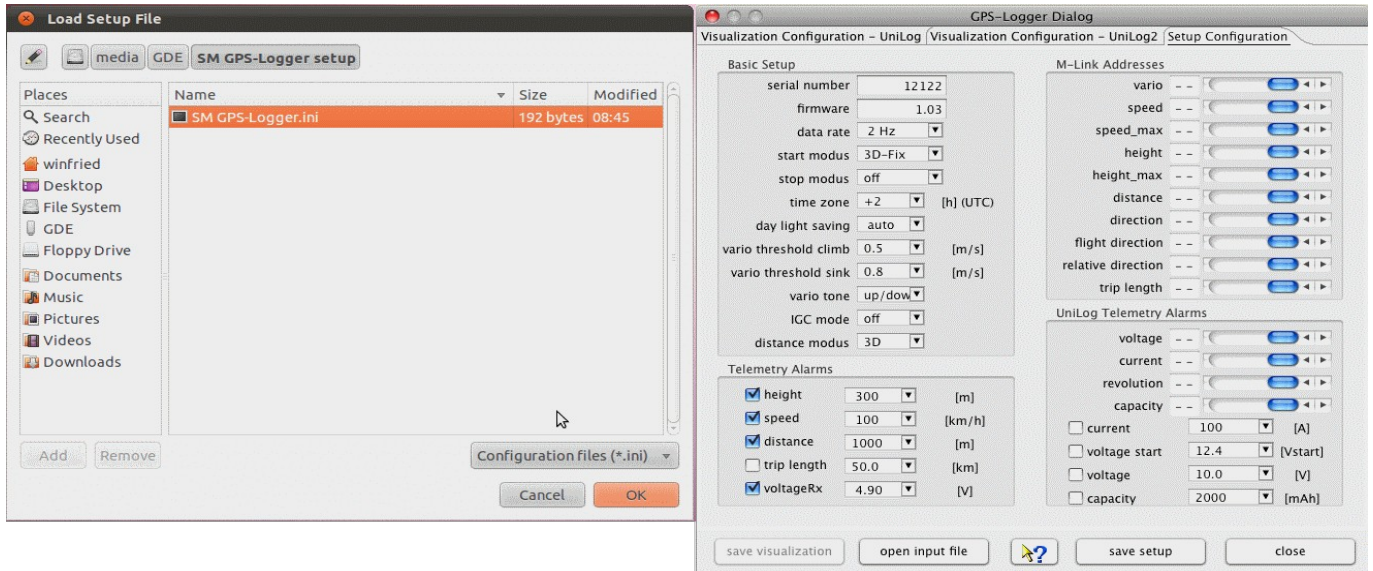 Load Setup File
media GDE SM GPS-Logger setup
Places
Search
Recently Used
winfried
Desktop
File System
GDE
Floppy Drive
Documents
Music
Pictures
Videos
Downloads
Name Size Modified
SM GPS-Logger.ini 192 bytes 08:45
Add Remove
Configuration files (*.ini)
Cancel OK
GPS-Logger Dialog
Visualization Configuration - UniLog Visualization Configuration - UniLog2 Setup Configuration
Basic Setup
serial number 12122
firmware 1.03
data rate 2 Hz
start modus 3D-Fix
stop modus off
time zone +2 [h] (UTC)
day light saving auto
vario threshold climb 0.5 [m/s]
vario threshold sink 0.8 [m/s]
vario tone up/dow
IGC mode off
distance modus 3D
Telemetry Alarms
height 300 [m]
speed 100 [km/h]
distance 1000 [m]
trip length 50.0 [km]
voltageRx 4.90 [V]
M-Link Addresses
vario - -
speed - -
speed_max - -
height - -
height_max - -
distance - -
direction - -
flight direction - -
relative direction - -
trip length - -
UniLog Telemetry Alarms
voltage - -
current - -
revolution - -
capacity - -
current 100 [A]
voltage start 12.4 [Vstart]
voltage 10.0 [V]
capacity 2000 [mAh]
save visualization open input file ? save setup close